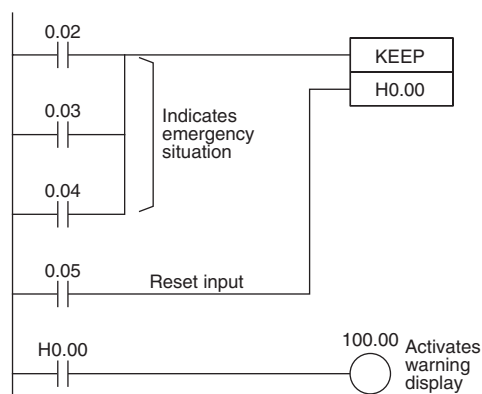 0.02
KEEP
H0.00
0.03
Indicates
emergency
situation
0.04
0.05
Reset input
H0.00
100.00
Activates
warning
display